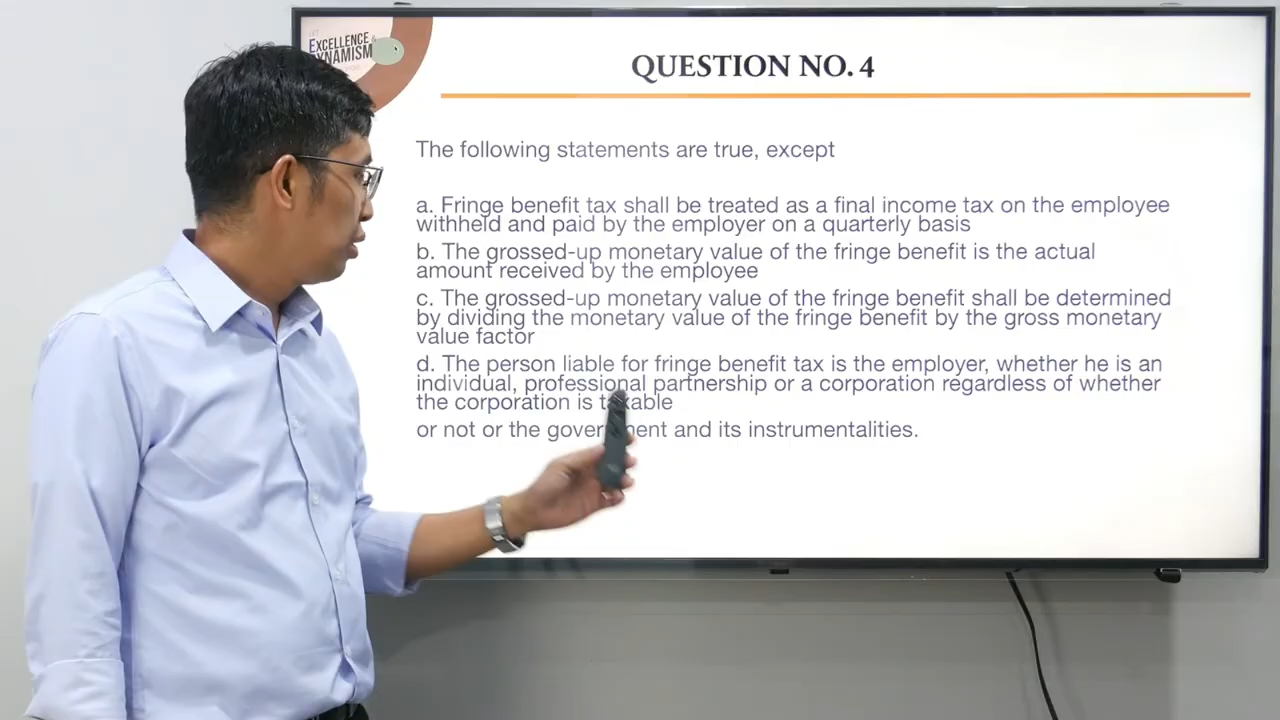 EXCELLENCE &
DYNAMISM
QUESTION NO. 4
The following statements are true, except
a. Fringe benefit tax shall be treated as a final income tax on the employee
withheld and paid by the employer on a quarterly basis
b. The grossed-up monetary value of the fringe benefit is the actual
amount received by the employee
c. The grossed-up monetary value of the fringe benefit shall be determined
by dividing the monetary value of the fringe benefit by the gross monetary
value factor
d. The person liable for fringe benefit tax is the employer, whether he is an
individual, professional partnership or a corporation regardless of whether
the corporation is taxable
or not or the government and its instrumentalities.